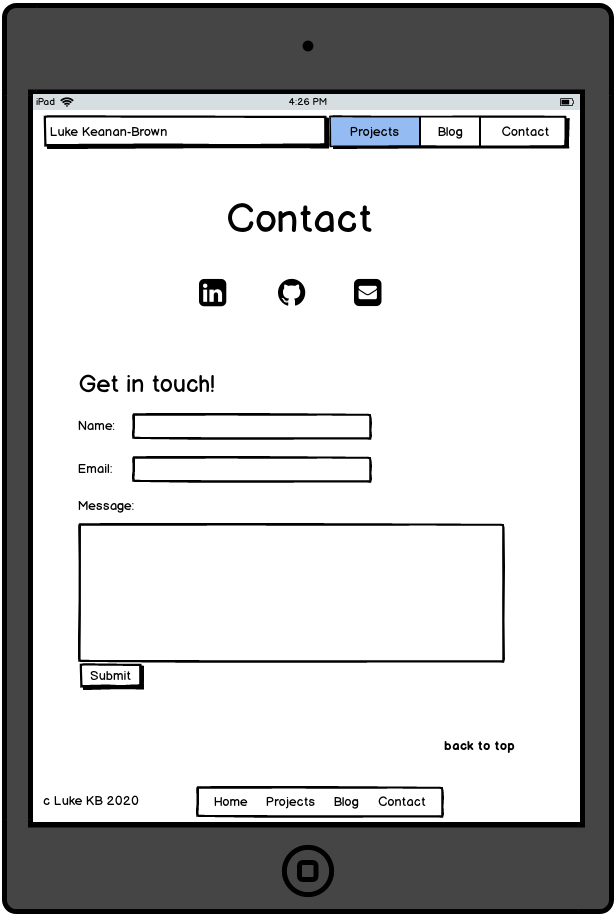 iPad 4:26 PM
Luke Keanan-Brown Projects Blog Contact
Contact
in
Get in touch!
Name:
Email:
Message:
Submit
back to top
c Luke KB 2020 Home Projects Blog Contact